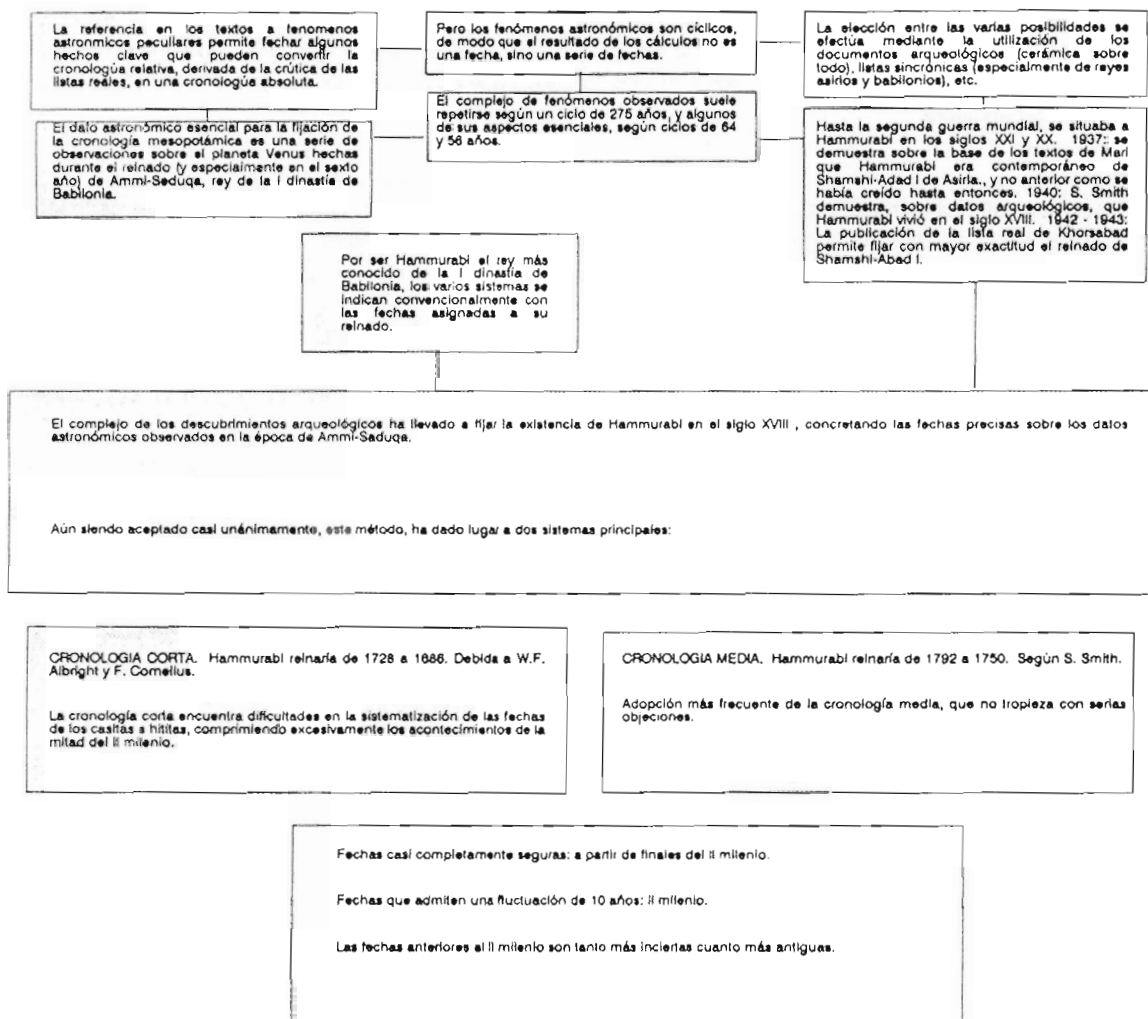 La referencia en los textos a fenomenos
astronmicos peculiares permite fechar algunos
hechos clave que pueden convertir la
cronologúa relativa, derivada de la crútica de las
listas reales, en una cronologúa absoluta.
El dato astronómico esencial para la fijación de
la cronología mesopotámica es una serie de
observaciones sobre el planeta Venus hechas
durante el reinado (y especialmente en el sexto
año) de Ammi-Seduqa, rey de la I dinastía de
Babilonia.
Pero los fenómenos astronómicos son cíclicos,
de modo que el resultado de los cálculos no es
una fecha, sino una serie de fechas.
El complejo de fenómenos observados suele
repetirse según un ciclo de 275 años, y algunos
de sus aspectos esenciales, según ciclos de 64
y 56 años.
La elección entre las varias posibilidades se
efectúa mediante la utilización de los
documentos arqueológicos (cerámica sobre
todo), listas sincrónicas (especialmente de reyes
asirios y babilonios), etc.
Hasta la segunda guerra mundial, se situaba a
Hammurabi en los siglos XXI y XX. 1937: se
demuestra sobre la base de los textos de Mari
que Hammurabi era contemporáneo de
Shamshi-Adad I de Asiria., y no anterior como se
había creído hasta entonces. 1940: S. Smith
demuestra, sobre datos arqueológicos, que
Hammurabi vivió en el siglo XVIII. 1942 - 1943:
La publicación de la lista real de Khorsabad
permite fijar con mayor exactitud el reinado de
Shamshi-Abad I.
Por ser Hammurabi el rey más
conocido de la I dinastía de
Babilonia, los varios sistemas se
indican convencionalmente con
las fechas asignadas a su
reinado.
El complejo de los descubrimientos arqueológicos ha llevado a fijar la existencia de Hammurabi en el siglo XVIII , concretando las fechas precisas sobre los datos
astronómicos observados en la época de Ammi-Saduqa.
Aún siendo aceptado casi unánimamente, este método, ha dado lugar a dos sistemas principales:
CRONOLOGIA CORTA. Hammurabi reinaría de 1728 a 1686. Debida a W.F.
Albright y F. Cornelius.
La cronología corta encuentra dificultades en la sistematización de las fechas
de los casitas s hititas, comprimiendo excesivamente los acontecimientos de la
mitad del II milenio.
CRONOLOGIA MEDIA. Hammurabi reinaría de 1792 a 1750. Según S. Smith.
Adopción más frecuente de la cronología media, que no tropieza con serias
objeciones.
Fechas casi completamente seguras: a partir de finales del II milenio.
Fechas que admiten una fluctuación de 10 años: II milenio.
Las fechas anteriores al II milenio son tanto más inciertas cuanto más antiguas.